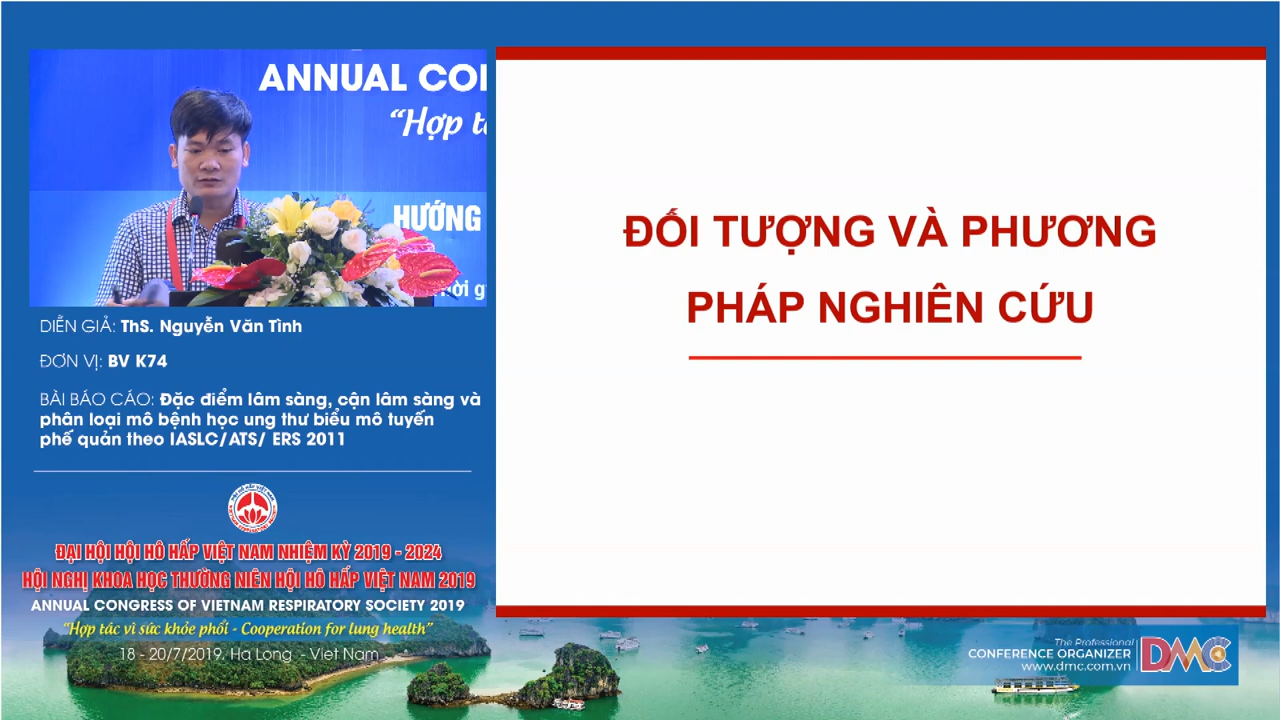 ANNUAL CO
“Hợp t
HƯỚNG
DIỄN GIẢ: ThS. Nguyễn Văn Tình
ĐƠN VỊ: BV K74
BÀI BÁO CÁO: Đặc điểm lâm sàng, cận lâm sàng và
phân loại mô bệnh học ung thư biểu mô tuyến
phế quản theo IASLC/ATS/ ERS 2011
ĐẠI HỘI HỘI HÔ HẤP VIỆT NAM NHIỆM KỲ 2019 - 2024
HỘI NGHỊ KHOA HỌC THƯỜNG NIÊN HỘI HÔ HẤP VIỆT NAM 2019
ANNUAL CONGRESS OF VIETNAM RESPIRATORY SOCIETY 2019
“Hợp tác vì sức khỏe phổi - Cooperation for lung health”
18 - 20/7/2019. Ha Long - Viet Nam
ĐỐI TƯỢNG VÀ PHƯƠNG
PHÁP NGHIÊN CỨU
The Professional
CONFERENCE ORGANIZER
www.dmc.com.vn
DMC